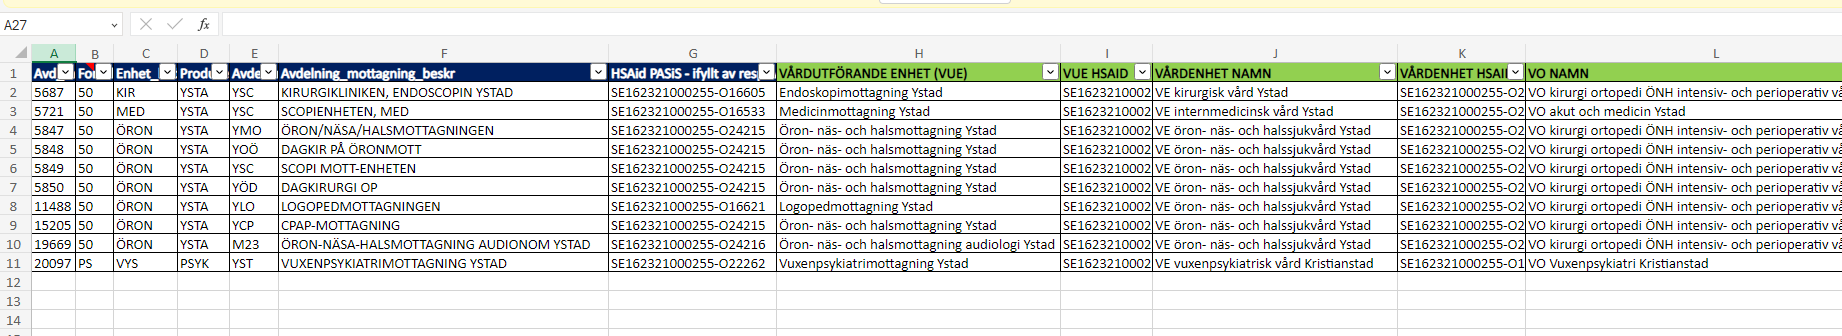 A27 fx
A B C D E F G H I J K L
1 Avd For Enhet_ Produ Avde Avdelning_mottagning_beskr HSAid PASiS - ifyllt av res VÅRDUTFÖRANDE ENHET (VUE) VUE HSAID VÅRDENHET NAMN VÅRDENHET HSAI VO NAMN
2 5687 50 KIR YSTA YSC KIRURGIKLINIKEN, ENDOSCOPIN YSTAD SE162321000255-O16605 Endoskopimottagning Ystad SE1623210002 VE kirurgisk vård Ystad SE162321000255-O2 VO kirurgi ortopedi ÖNH intensiv- och perioperativ v
3 5721 50 MED YSTA YSC SCOPIENHETEN, MED SE162321000255-O16533 Medicinmottagning Ystad SE1623210002 VE internmedicinsk vård Ystad SE162321000255-O2 VO akut och medicin Ystad
4 5847 50 ÖRON YSTA YMO ÖRON/NÄSA/HALSMOTTAGNINGEN SE162321000255-O24215 Öron- näs- och halsmottagning Ystad SE1623210002 VE öron- näs- och halssjukvård Ystad SE162321000255-O2 VO kirurgi ortopedi ÖNH intensiv- och perioperativ v
5 5848 50 ÖRON YSTA YOÖ DAGKIR PÅ ÖRONMOTT SE162321000255-O24215 Öron- näs- och halsmottagning Ystad SE1623210002 VE öron- näs- och halssjukvård Ystad SE162321000255-O2 VO kirurgi ortopedi ÖNH intensiv- och perioperativ v
6 5849 50 ÖRON YSTA YSC SCOPI MOTT-ENHETEN SE162321000255-O24215 Öron- näs- och halsmottagning Ystad SE1623210002 VE öron- näs- och halssjukvård Ystad SE162321000255-O2 VO kirurgi ortopedi ÖNH intensiv- och perioperativ v
7 5850 50 ÖRON YSTA YÖD DAGKIRURGI OP SE162321000255-O24215 Öron- näs- och halsmottagning Ystad SE1623210002 VE öron- näs- och halssjukvård Ystad SE162321000255-O2 VO kirurgi ortopedi ÖNH intensiv- och perioperativ v
8 11488 50 ÖRON YSTA YLO LOGOPEDMOTTAGNINGEN SE162321000255-O16621 Logopedmottagning Ystad SE1623210002 VE öron- näs- och halssjukvård Ystad SE162321000255-O2 VO kirurgi ortopedi ÖNH intensiv- och perioperativ v
9 15205 50 ÖRON YSTA YCP CPAP-MOTTAGNING SE162321000255-O24215 Öron- näs- och halsmottagning Ystad SE1623210002 VE öron- näs- och halssjukvård Ystad SE162321000255-O2 VO kirurgi ortopedi ÖNH intensiv- och perioperativ v
10 19669 50 ÖRON YSTA M23 ÖRON-NÄSA-HALSMOTTAGNING AUDIONOM YSTAD SE162321000255-O24216 Öron- näs- och halsmottagning audiologi Ystad SE1623210002 VE öron- näs- och halssjukvård Ystad SE162321000255-O2 VO kirurgi ortopedi ÖNH intensiv- och perioperativ v
11 20097 PS VYS PSYK YST VUXENPSYKIATRIMOTTAGNING YSTAD SE162321000255-O22262 Vuxenpsykiatrimottagning Ystad SE1623210002 VE vuxenpsykiatrisk vård Kristianstad SE162321000255-O1 VO Vuxenpsykiatri Kristianstad
12
13
14